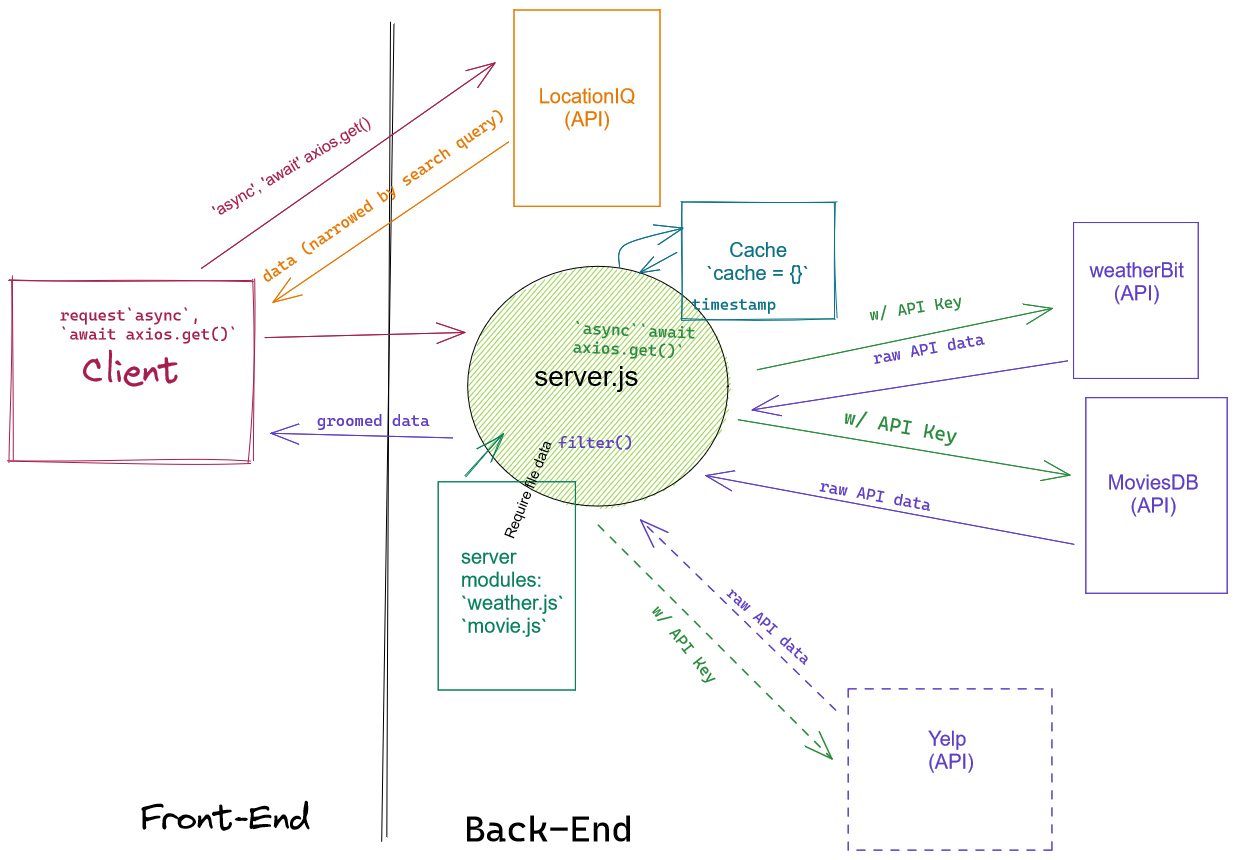 LocationIQ
(API)
'async', 'await' axios.get()
data (narrowed by search query)
Cache
`cache = {}`
timestamp
weatherBit
(API)
w/ API Key
raw API data
request`async`,
`await axios.get()`
Client
`async``await
axios.get()`
server.js
groomed data
filter()
Require file data
w/ API Key
raw API data
MoviesDB
(API)
server
modules:
`weather.js`
`movie.js`
raw API data
w/ API Key
Yelp
(API)
Front-End
Back-End